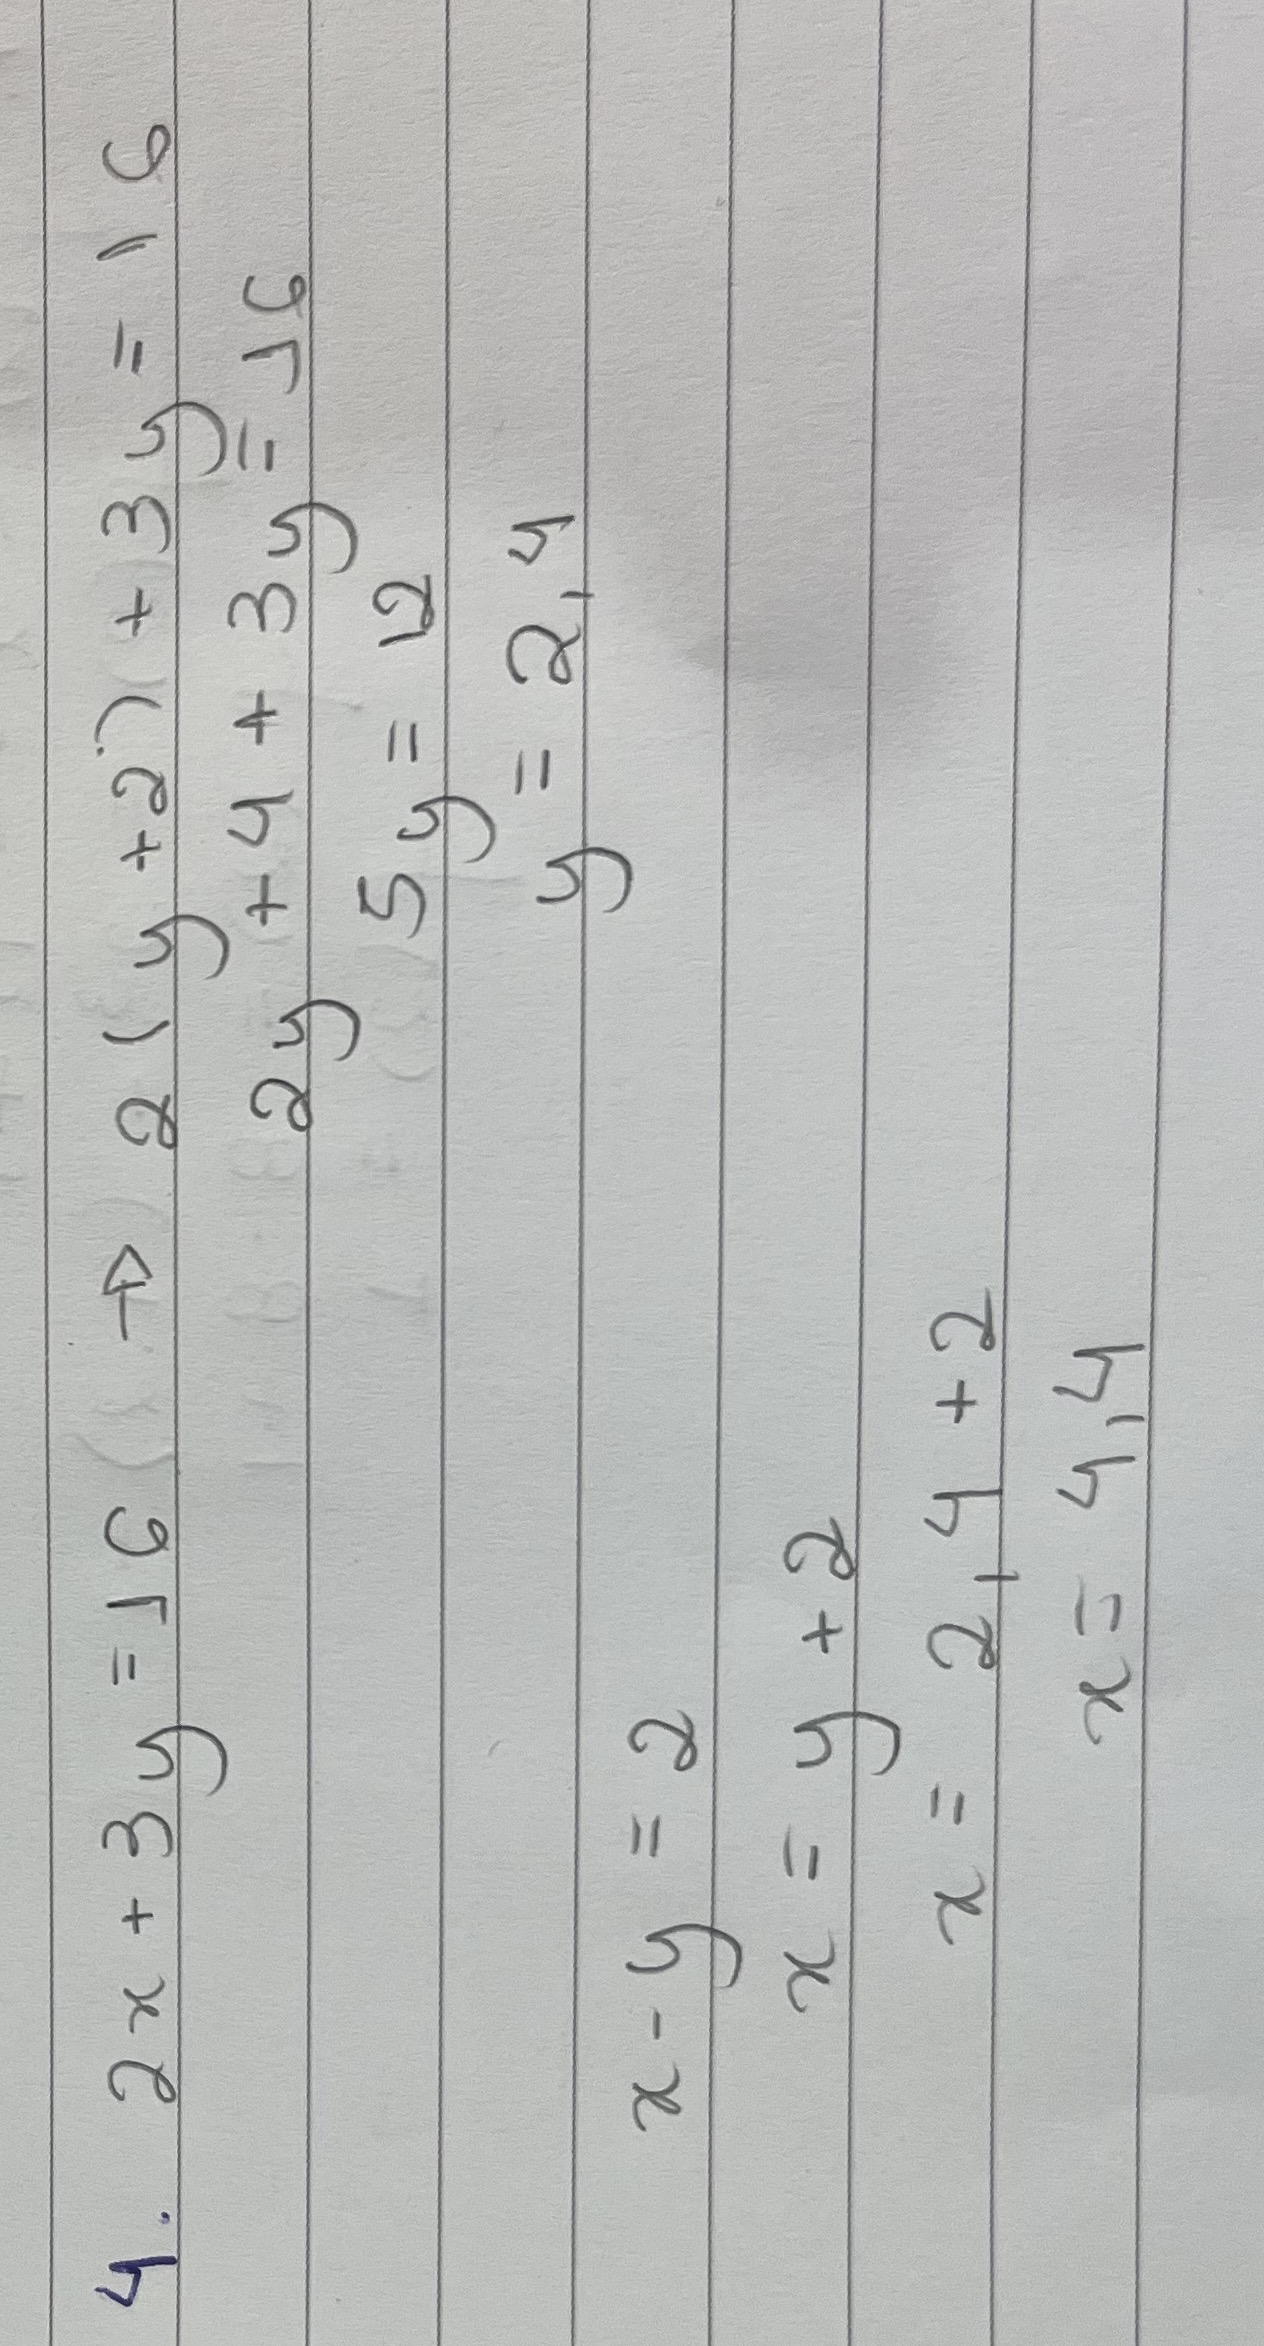 4. 2x + 3y = 16 → 2(y + 2) + 3y = 16
2y + 4 + 3y = 16
5y = 12
y = 2,4
x - y = 2
x = y + 2
x = 2,4 + 2
x = 4,4